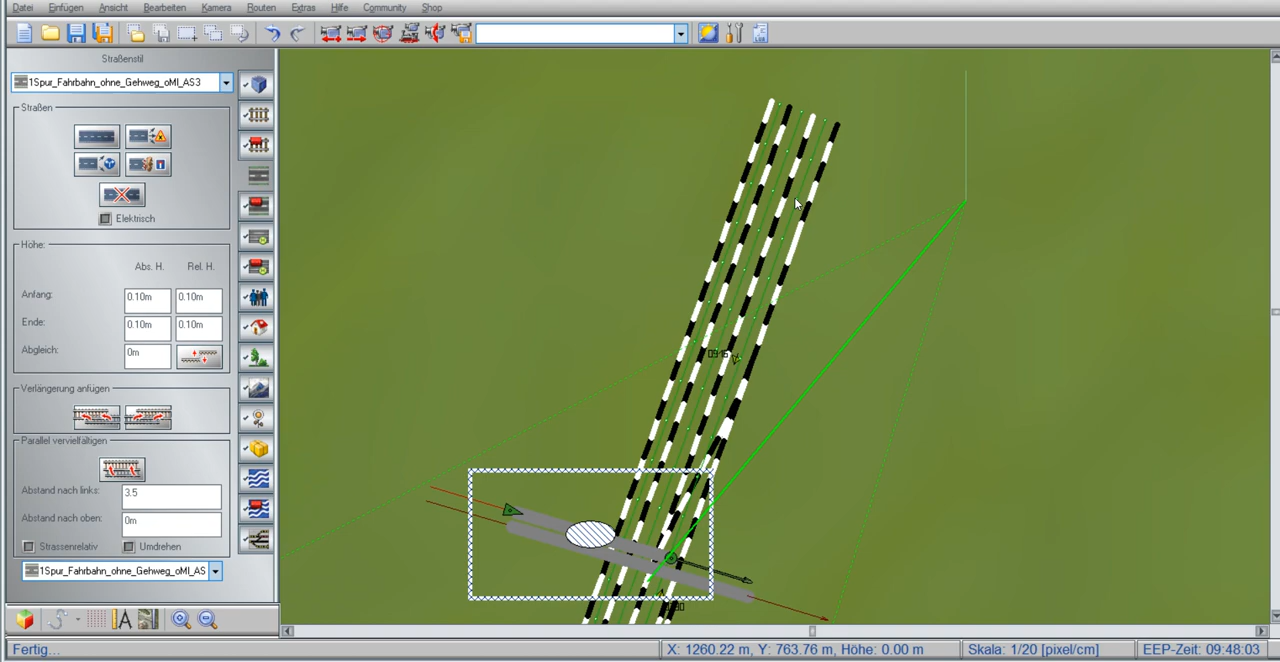 Datei Einfügen Ansicht Bearbeiten Kamera Routen Extras Hilfe Community Shop
Straßenstil
1Spur_Fahrbahn_ohne_Gehweg_oMI_AS3
Straßen
Elektrisch
Höhe:
Abs. H. Rel. H.
Anfang: 0.10m 0.10m
Ende: 0.10m 0.10m
Abgleich: 0m
Verlängerung anfügen
Parallel vervielfältigen
Abstand nach links: 3.5
Abstand nach oben: 0m
Strassenrelativ Umdrehen
1Spur_Fahrbahn_ohne_Gehweg_oMI_AS
Fertig... X: 1260.22 m, Y: 763.76 m, Höhe: 0.00 m Skala: 1/20 [pixel/cm] EEP-Zeit: 09:48:03